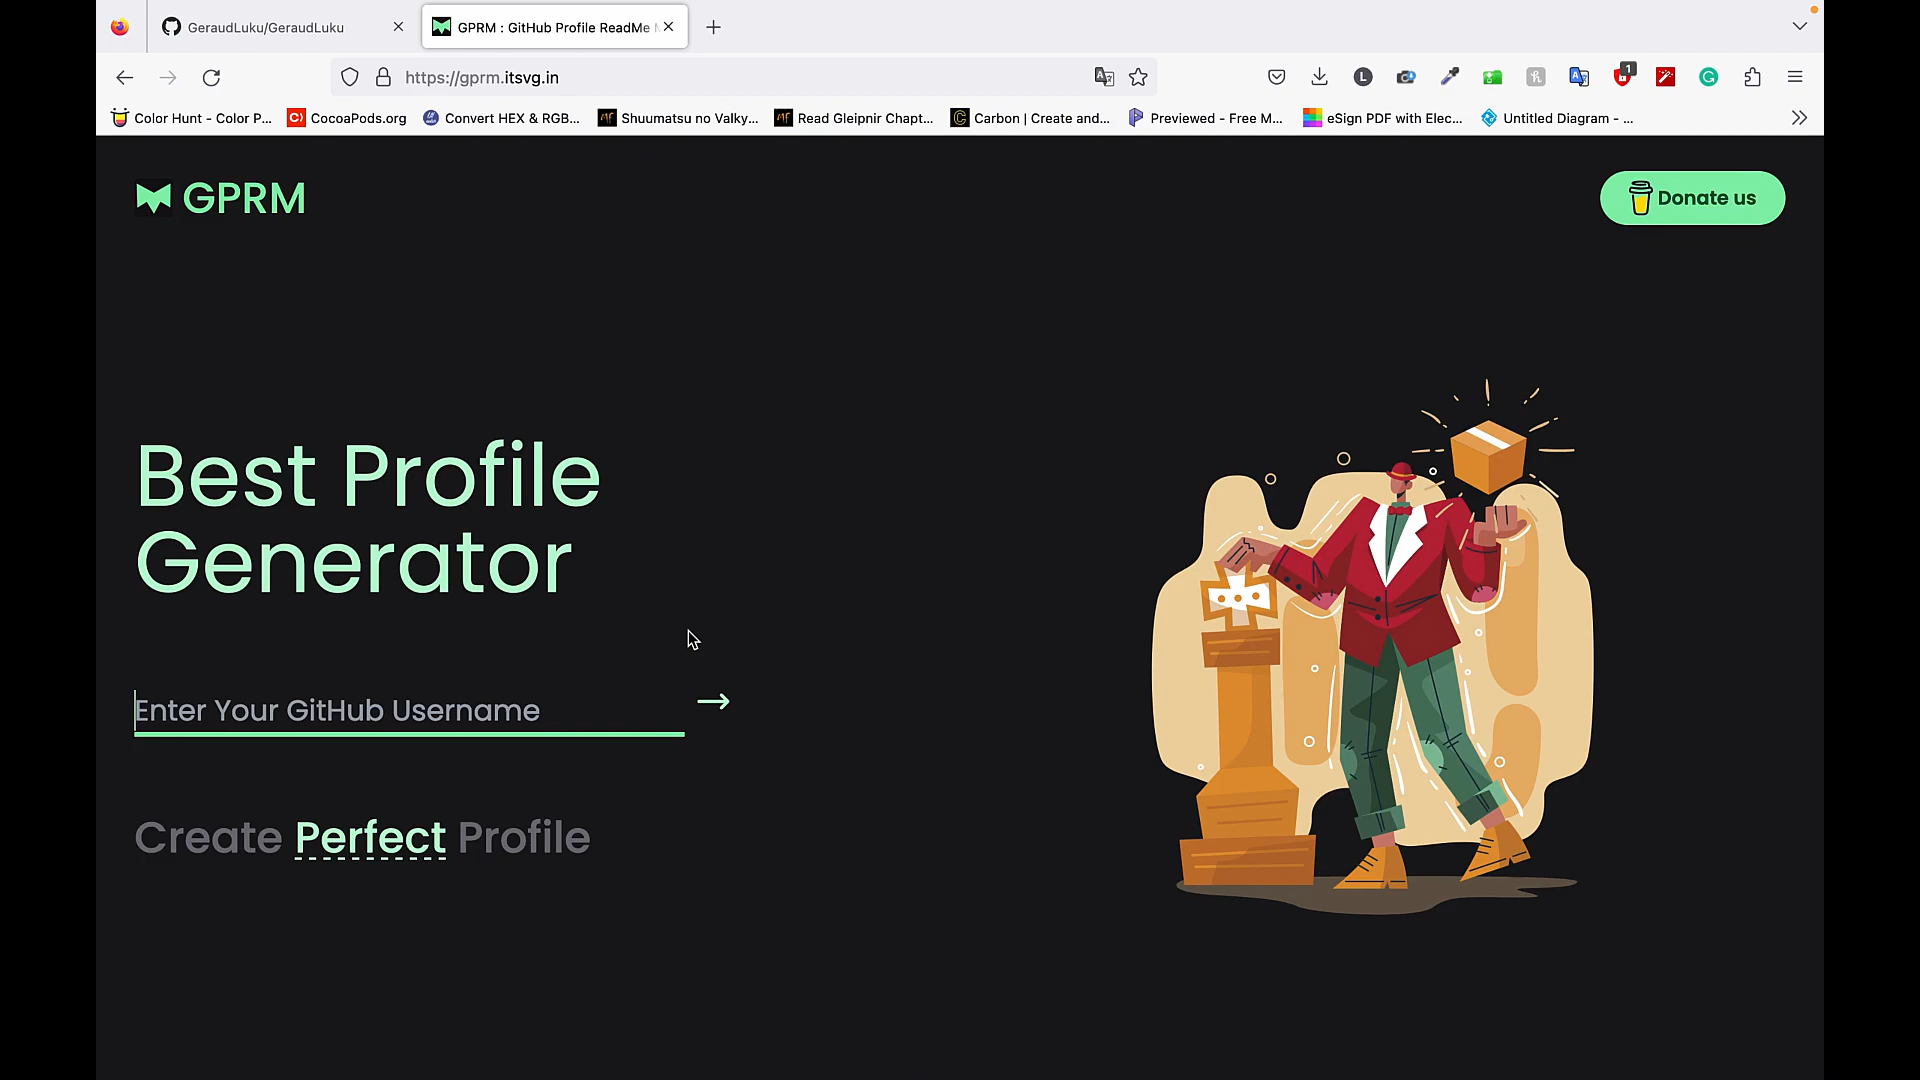 GeraudLuku/GeraudLuku
GPRM : GitHub Profile ReadMe
https://gprm.itsvg.in
L
1
Color Hunt - Color P...
CocoaPods.org
Convert HEX & RGB...
Shuumatsu no Valky...
Read Gleipnir Chapt...
Carbon | Create and...
Previewed - Free M...
eSign PDF with Elec...
Untitled Diagram - ...
GPRM
Donate us
Best Profile
Generator
Enter Your GitHub Username
Create Perfect Profile